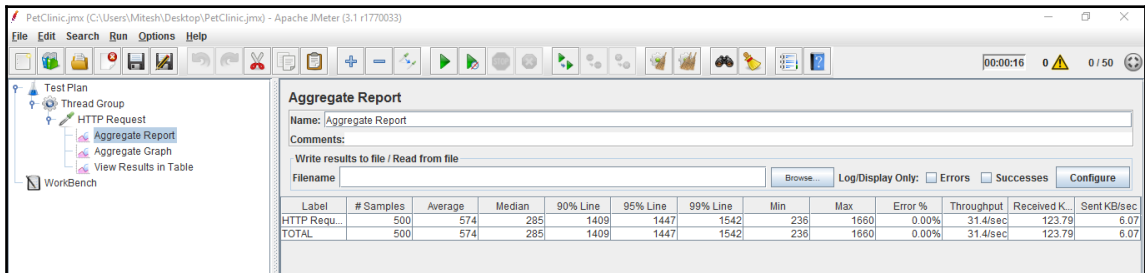 PetClinic.jmx (C:\Users\Mitesh\Desktop\PetClinic.jmx) - Apache JMeter (3.1 r1770033)
File Edit Search Run Options Help
00:00:16 0 0 / 50
Test Plan
Thread Group
HTTP Request
Aggregate Report
Aggregate Graph
View Results in Table
WorkBench
Aggregate Report
Name: Aggregate Report
Comments:
Write results to file / Read from file
Filename Browse... Log/Display Only: Errors Successes Configure
Label # Samples Average Median 90% Line 95% Line 99% Line Min Max Error % Throughput Received K... Sent KB/sec
HTTP Requ... 500 574 285 1409 1447 1542 236 1660 0.00% 31.4/sec 123.79 6.07
TOTAL 500 574 285 1409 1447 1542 236 1660 0.00% 31.4/sec 123.79 6.07